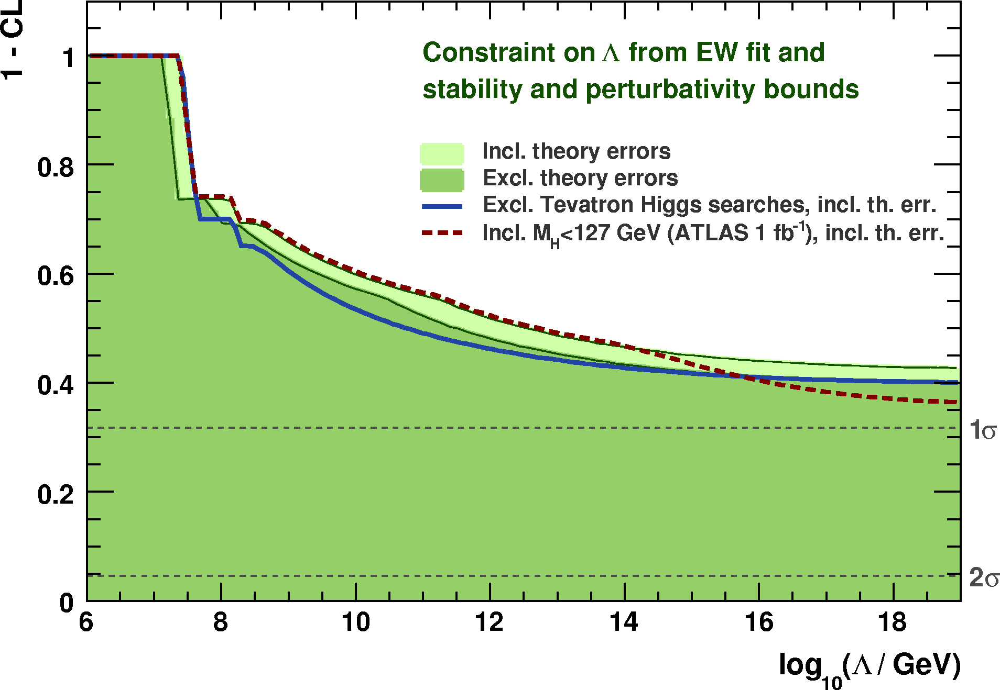 1 - CL
Constraint on Λ from EW fit and
stability and perturbativity bounds
Incl. theory errors
Excl. theory errors
Excl. Tevatron Higgs searches, incl. th. err.
Incl. M_H<127 GeV (ATLAS 1 fb⁻¹), incl. th. err.
1
0.8
0.6
0.4
0.2
0
1σ
2σ
6 8 10 12 14 16 18
log₁₀(Λ / GeV)